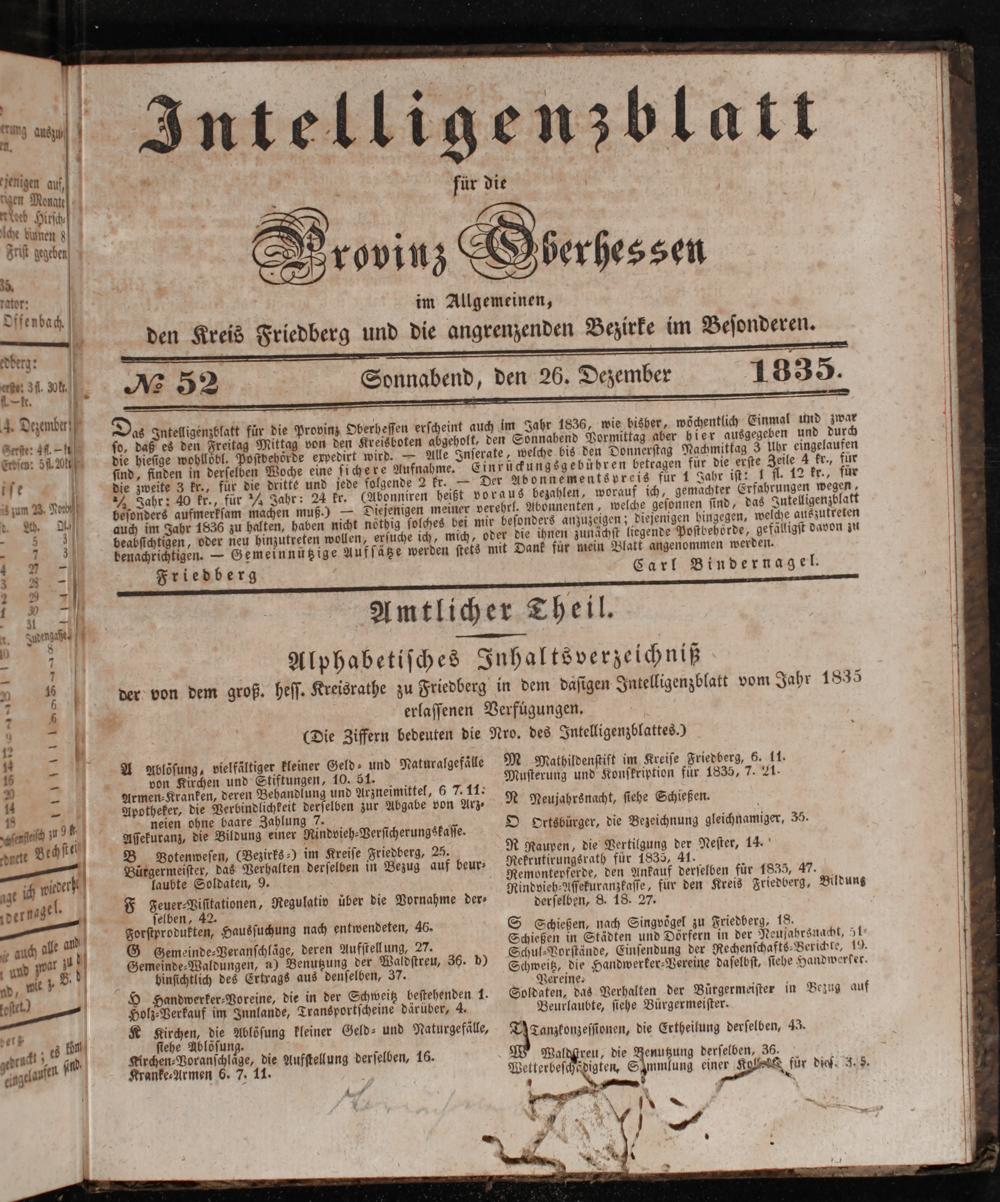 Intelligenzblatt
für die
Provinz Oberhessen
im Allgemeinen,
den Kreis Friedberg und die angrenzenden Bezirke im Besonderen.
№ 52 Sonnabend, den 26. Dezember 1835.
Das Intelligenzblatt für die Provinz Oberhessen erscheint auch im Jahr 1836, wie bisher, wöchentlich Einmal und zwar
so, daß es den Freitag Mittag von den Kreisboten abgeholt, den Sonnabend Vormittag aber hier ausgegeben und durch
die hiesige wohllöbl. Postbehörde expedirt wird. — Alle Inserate, welche bis den Donnerstag Nachmittag 3 Uhr eingelaufen
sind, finden in derselben Woche eine sichere Aufnahme. Einrückungsgebühren betragen für die erste Zeile 4 kr., für
die zweite 3 kr., für die dritte und jede folgende 2 kr. — Der Abonnementspreis für 1 Jahr ist: 1 fl. 12 kr., für
½ Jahr: 40 kr., für ¼ Jahr: 24 kr. (Abonniren heißt voraus bezahlen, worauf ich, gemachter Erfahrungen wegen,
besonders aufmerksam machen muß.) — Diejenigen meiner verehrl. Abonnenten, welche gesonnen sind, das Intelligenzblatt
auch im Jahr 1836 zu halten, haben nicht nöthig solches bei mir besonders anzuzeigen; diejenigen hingegen, welche auszutreten
beabsichtigen, oder neu hinzutreten wollen, ersuche ich, mich, oder die ihnen zunächst liegende Postbehörde, gefälligst davon zu
benachrichtigen. — Gemeinnützige Aufsätze werden stets mit Dank für mein Blatt angenommen werden.
Friedberg Carl Bindernagel.
Amtlicher Theil.
Alphabetisches Inhaltsverzeichniß
der von dem groß. hess. Kreisrathe zu Friedberg in dem dasigen Intelligenzblatt vom Jahr 1835
erlassenen Verfügungen.
(Die Ziffern bedeuten die Nro. des Intelligenzblattes.)
A Ablösung, vielfältiger kleiner Geld- und Naturalgefälle
von Kirchen und Stiftungen, 10. 51.
Armen-Kranken, deren Behandlung und Arzneimittel, 6 7. 11.
Apotheker, die Verbindlichkeit derselben zur Abgabe von Arz-
neien ohne baare Zahlung 7.
Assekuranz, die Bildung einer Rindvieh-Versicherungskasse.
B Botenwesen, (Bezirks-) im Kreise Friedberg, 25.
Bürgermeister, das Verhalten derselben in Bezug auf beur-
laubte Soldaten, 9.
F Feuer-Visitationen, Regulativ über die Vornahme der-
selben, 42.
Forstprodukten, Haussuchung nach entwendeten, 46.
G Gemeinde-Veranschläge, deren Aufstellung, 27.
Gemeinde-Waldungen, a) Benutzung der Waldstreu, 36. b)
hinsichtlich des Ertrags aus denselben, 37.
H Handwerker-Voreine, die in der Schweitz bestehenden 1.
Holz-Verkauf im Innlande, Transportscheine darüber, 4.
K Kirchen, die Ablösung kleiner Geld- und Naturgefälle,
siehe Ablösung.
Kirchen-Voranschläge, die Aufstellung derselben, 16.
Kranke-Armen 6. 7. 11.
M Mathildenstift im Kreise Friedberg, 6. 11.
Musterung und Konskription für 1835, 7. 21.
N Neujahrsnacht, siehe Schießen.
O Ortsbürger, die Bezeichnung gleichnamiger, 35.
R Raupen, die Vertilgung der Nester, 14.
Rekrutirungsrath für 1835, 41.
Remontepferde, den Ankauf derselben für 1835, 47.
Rindvieh-Assekuranzkasse, für den Kreis Friedberg, Bildung
derselben, 8. 18. 27.
S Schießen, nach Singvögel zu Friedberg, 18.
Schießen in Städten und Dörfern in der Neujahrsnacht, 51.
Schul-Vorstände, Einsendung der Rechenschafts-Berichte, 19.
Schweitz, die Handwerker-Vereine daselbst, siehe Handwerker-
Vereine.
Soldaten, das Verhalten der Bürgermeister in Bezug auf
Beurlaubte, siehe Bürgermeister.
T Tanzkonzessionen, die Ertheilung derselben, 43.
W Waldstreu, die Benutzung derselben, 36.
Wetterbeschädigten, Sammlung einer für dies. 3. 5.